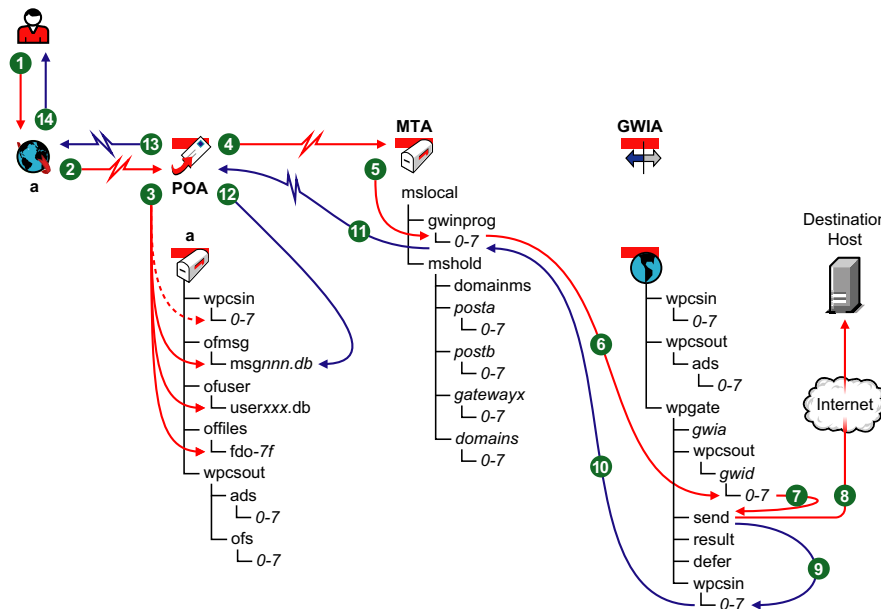 1
14
2
a
13
POA
4
3
12
MTA
5
GWIA
mslocal
gwinprog
0-7
11
mshold
domainms
posta
0-7
postb
0-7
gatewayx
0-7
domains
0-7
a
wpcsin
0-7
ofmsg
msgnnn.db
ofuser
userxxx.db
offiles
fdo-7f
wpcsout
ads
0-7
ofs
0-7
6
10
wpcsin
0-7
wpcsout
ads
0-7
wpgate
gwia
wpcsout
gwid
0-7
7
8
send
result
defer
9
wpcsin
0-7
Destination
Host
Internet